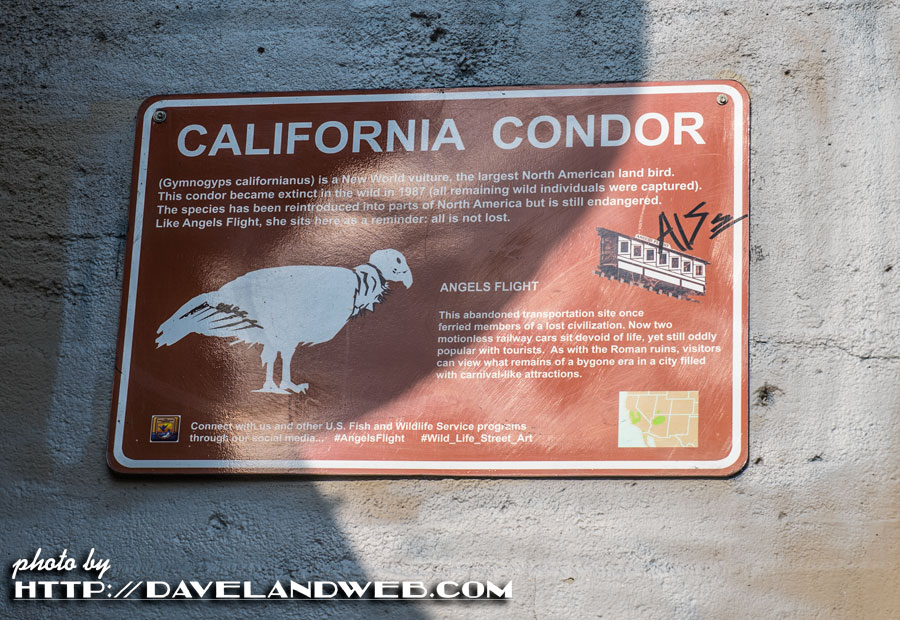 CALIFORNIA CONDOR
(Gymnogyps californianus) is a New World vulture, the largest North American land bird.
This condor became extinct in the wild in 1987 (all remaining wild individuals were captured).
The species has been reintroduced into parts of North America but is still endangered.
Like Angels Flight, she sits here as a reminder: all is not lost.
AIS
ANGELS FLIGHT
This abandoned transportation site once
ferried members of a lost civilization. Now two
motionless railway cars sit devoid of life, yet still oddly
popular with tourists. As with the Roman ruins, visitors
can view what remains of a bygone era in a city filled
with carnival-like attractions.
Connect with us and other U.S. Fish and Wildlife Service programs
through our social media... #AngelsFlight #Wild_Life_Street_Art
photo by
HTTP://DAVELANDWEB.COM